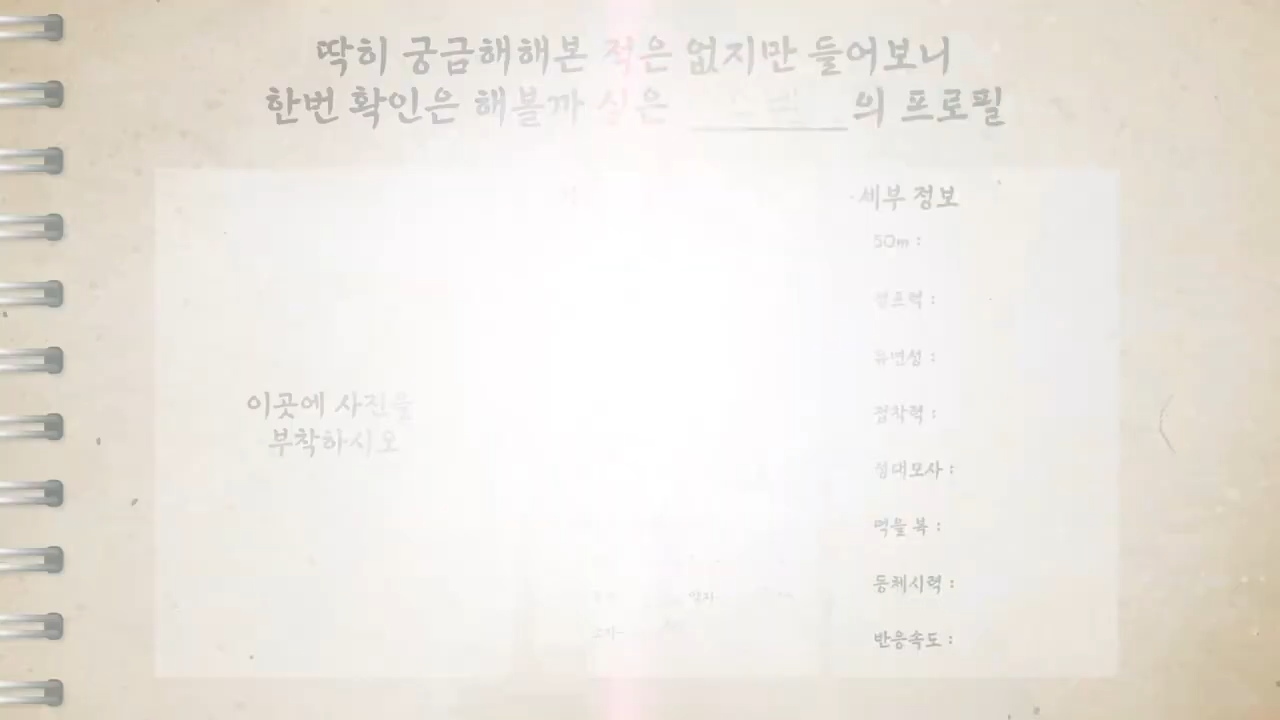 딱히 궁금해해본 적은 없지만 들어보니
한번 확인은 해볼까 싶은 의 프로필
이곳에 사진을
부착하시오
·세부 정보
50m :
점프력 :
유연성 :
점착력 :
성대모사 :
먹을 복 :
동체시력 :
반응속도 :